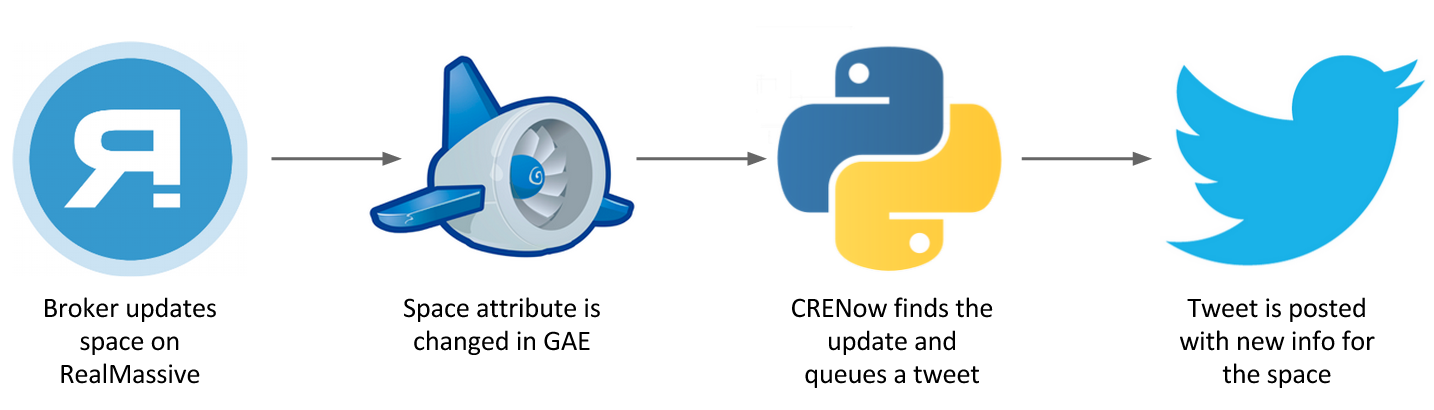 Broker updates
space on
RealMassive
Space attribute is
changed in GAE
CRENow finds the
update and
queues a tweet
Tweet is posted
with new info for
the space